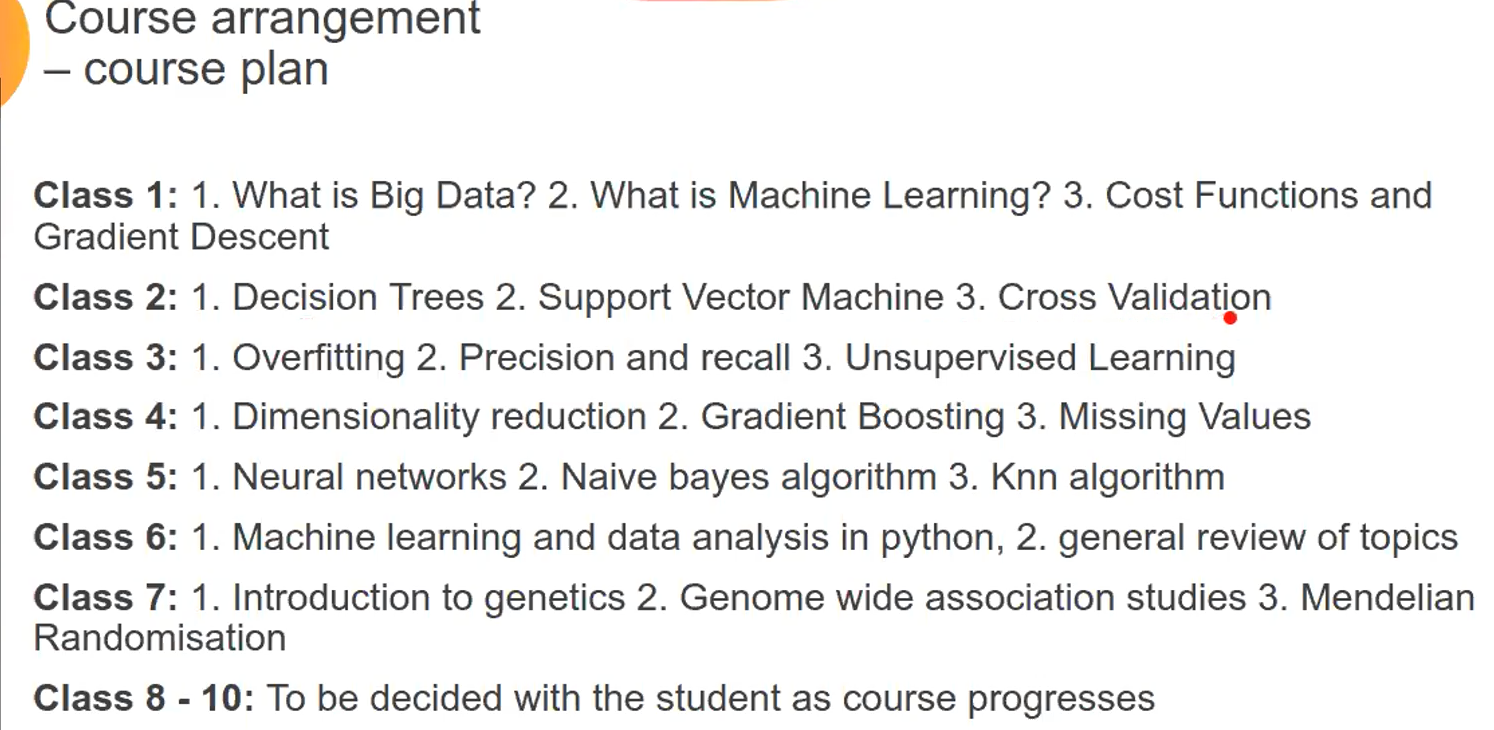 Course arrangement
– course plan
Class 1: 1. What is Big Data? 2. What is Machine Learning? 3. Cost Functions and
Gradient Descent
Class 2: 1. Decision Trees 2. Support Vector Machine 3. Cross Validation
Class 3: 1. Overfitting 2. Precision and recall 3. Unsupervised Learning
Class 4: 1. Dimensionality reduction 2. Gradient Boosting 3. Missing Values
Class 5: 1. Neural networks 2. Naive bayes algorithm 3. Knn algorithm
Class 6: 1. Machine learning and data analysis in python, 2. general review of topics
Class 7: 1. Introduction to genetics 2. Genome wide association studies 3. Mendelian
Randomisation
Class 8 - 10: To be decided with the student as course progresses